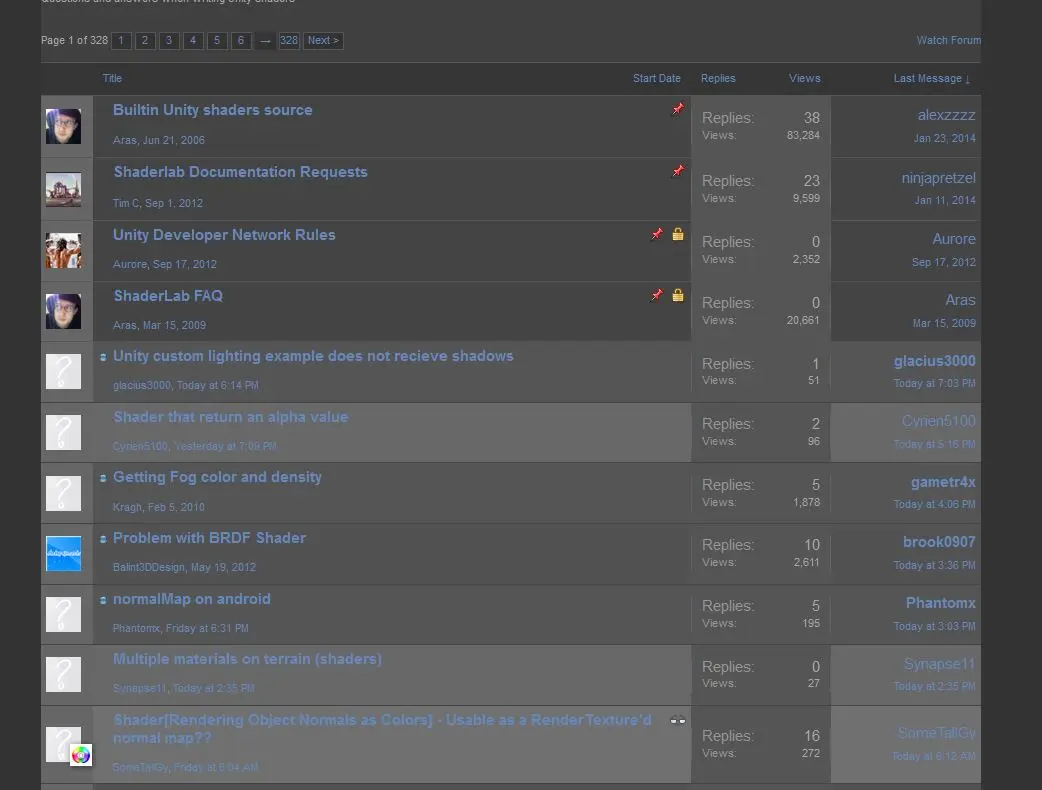 Questions and answers when writing Unity Shaders
Page 1 of 328 1 2 3 4 5 6 → 328 Next > Watch Forum
Title Start Date Replies Views Last Message ↓
Builtin Unity shaders source
Aras, Jun 21, 2006
Replies: 38
Views: 83,284
alexzzzz
Jan 23, 2014
Shaderlab Documentation Requests
Tim C, Sep 1, 2012
Replies: 23
Views: 9,599
ninjapretzel
Jan 11, 2014
Unity Developer Network Rules
Aurore, Sep 17, 2012
Replies: 0
Views: 2,352
Aurore
Sep 17, 2012
ShaderLab FAQ
Aras, Mar 15, 2009
Replies: 0
Views: 20,661
Aras
Mar 15, 2009
Unity custom lighting example does not recieve shadows
glacius3000, Today at 6:14 PM
Replies: 1
Views: 51
glacius3000
Today at 7:03 PM
Shader that return an alpha value
Cyrien5100, Yesterday at 7:09 PM
Replies: 2
Views: 96
Cyrien5100
Today at 5:16 PM
Getting Fog color and density
Kragh, Feb 5, 2010
Replies: 5
Views: 1,878
gametr4x
Today at 4:06 PM
Problem with BRDF Shader
Balint3DDesign, May 19, 2012
Replies: 10
Views: 2,611
brook0907
Today at 3:36 PM
normalMap on android
Phantomx, Friday at 6:31 PM
Replies: 5
Views: 195
Phantomx
Today at 3:03 PM
Multiple materials on terrain (shaders)
Synapse11, Today at 2:35 PM
Replies: 0
Views: 27
Synapse11
Today at 2:35 PM
Shader[Rendering Object Normals as Colors] - Usable as a RenderTexture'd
normal map??
SomeTallGy, Friday at 6:04 AM
Replies: 16
Views: 272
SomeTallGy
Today at 6:12 AM